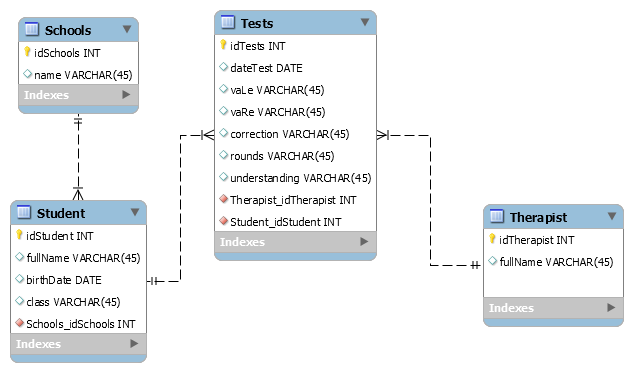 Schools
idSchools INT
name VARCHAR(45)
Indexes
Tests
idTests INT
dateTest DATE
vaLe VARCHAR(45)
vaRe VARCHAR(45)
correction VARCHAR(45)
rounds VARCHAR(45)
understanding VARCHAR(45)
Therapist_idTherapist INT
Student_idStudent INT
Indexes
Student
idStudent INT
fullName VARCHAR(45)
birthDate DATE
class VARCHAR(45)
Schools_idSchools INT
Indexes
Therapist
idTherapist INT
fullName VARCHAR(45)
Indexes